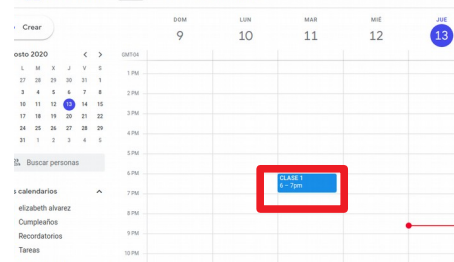 Crear
osto 2020 < >
L M X J V S
27 28 29 30 31 1
3 4 5 6 7 8
10 11 12 13 14 15
17 18 19 20 21 22
24 25 26 27 28 29
31 1 2 3 4 5
Buscar personas
s calendarios
elizabeth alvarez
Cumpleaños
Recordatorios
Tareas
DOM LUN MAR MIÉ JUE
9 10 11 12 13
GMT-04
1 PM
2 PM
3 PM
4 PM
5 PM
6 PM
CLASE 1
6 – 7pm
7 PM
8 PM
9 PM
10 PM